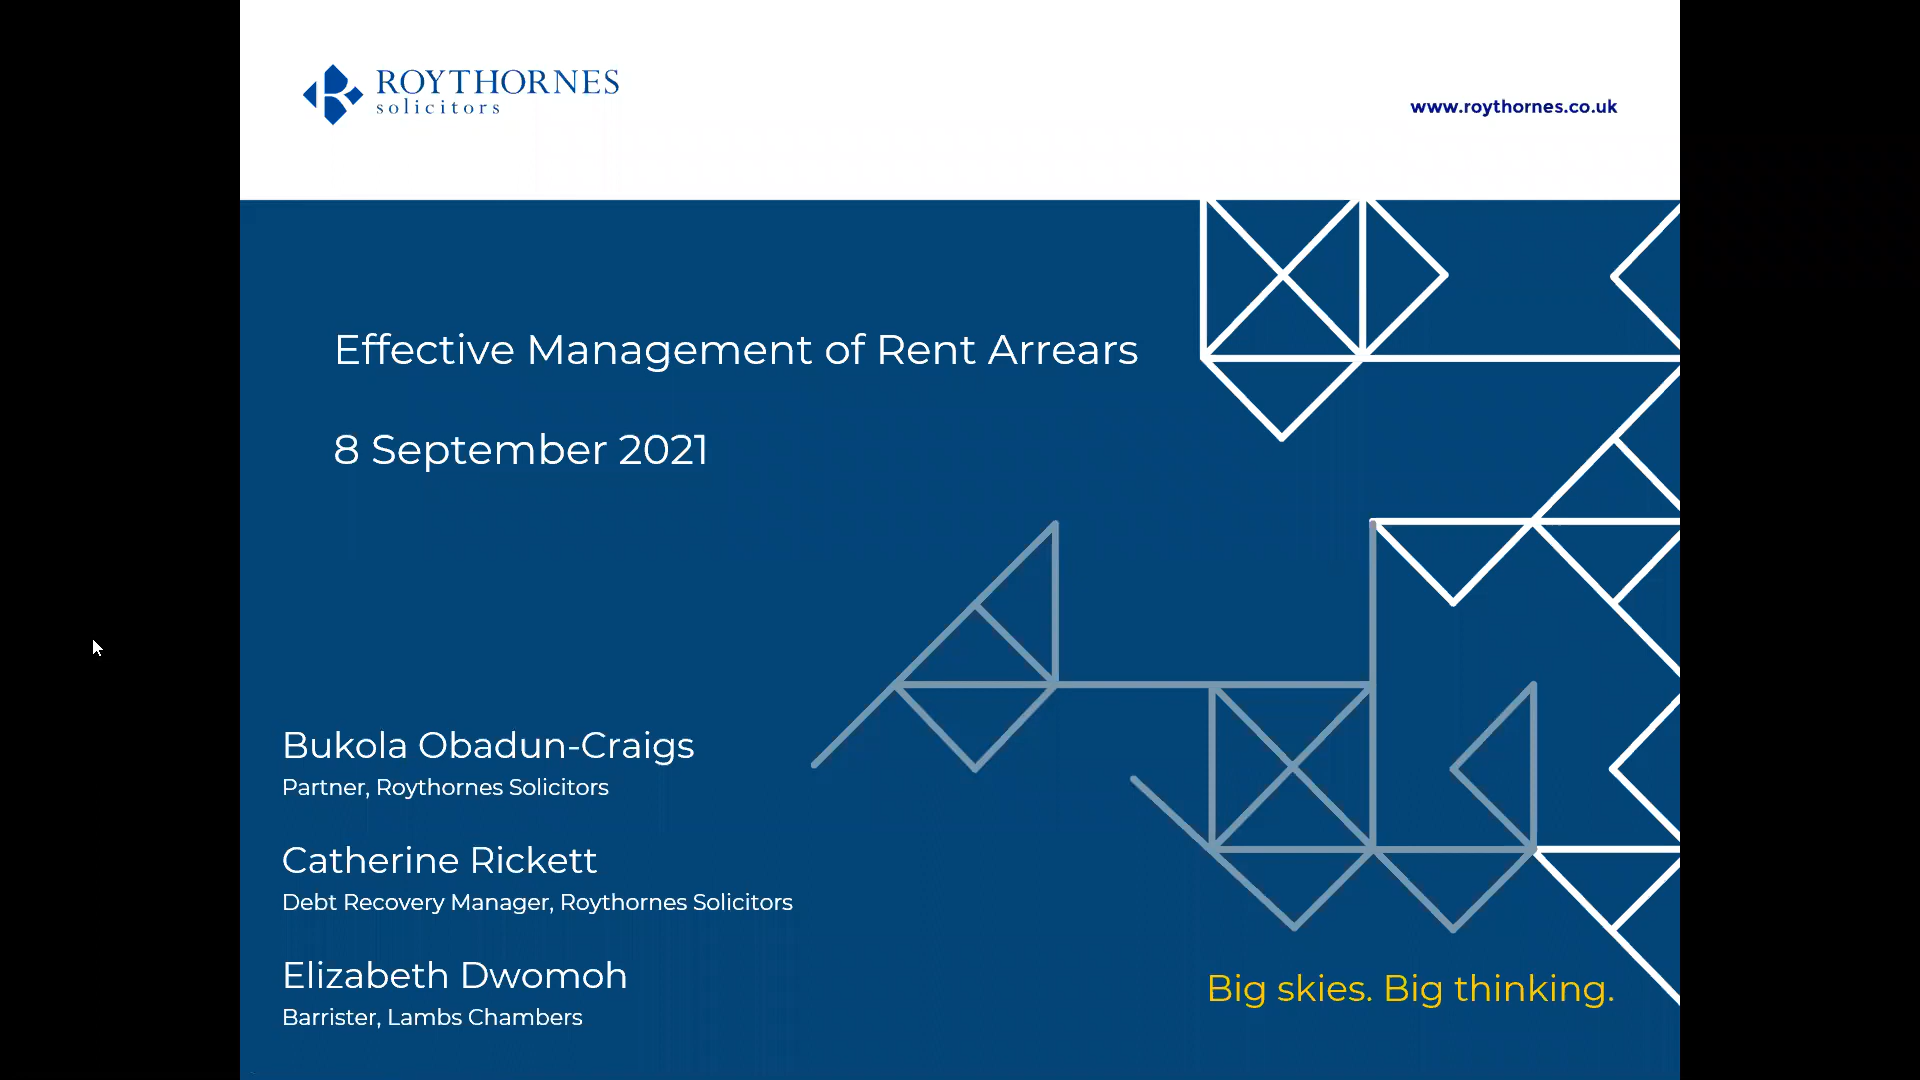 ROYTHORNES
solicitors
www.roythornes.co.uk
Effective Management of Rent Arrears
8 September 2021
Bukola Obadun-Craigs
Partner, Roythornes Solicitors
Catherine Rickett
Debt Recovery Manager, Roythornes Solicitors
Elizabeth Dwomoh
Barrister, Lambs Chambers
Big skies. Big thinking.